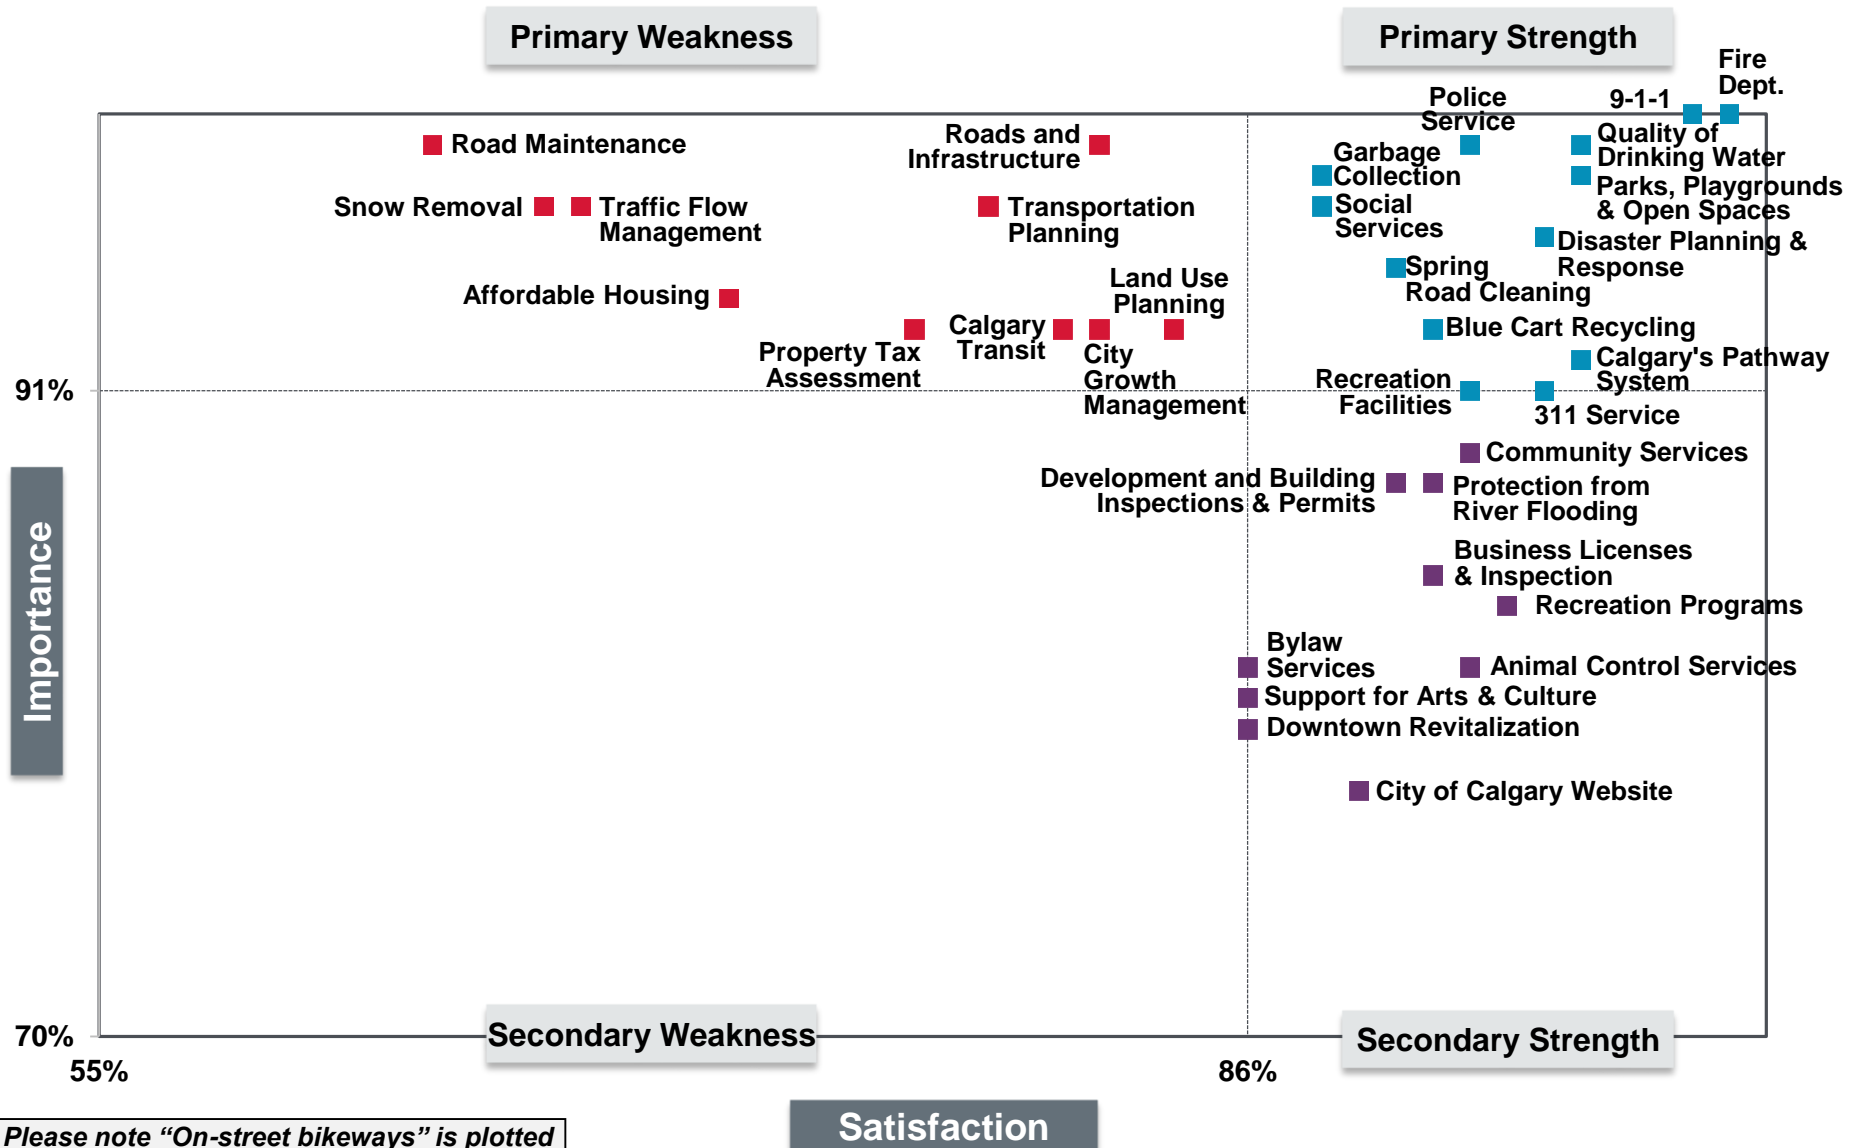 Primary Weakness
Primary Strength
Fire
Dept.
9-1-1
Police
Service
Road Maintenance
Roads and
Infrastructure
Garbage
Collection
Quality of
Drinking Water
Parks, Playgrounds
& Open Spaces
Snow Removal
Traffic Flow
Management
Transportation
Planning
Social
Services
Disaster Planning &
Response
Spring
Road Cleaning
Affordable Housing
Land Use
Planning
Property Tax
Assessment
Calgary
Transit
City
Growth
Management
Blue Cart Recycling
Calgary's Pathway
System
91%
Recreation
Facilities
311 Service
Community Services
Development and Building
Inspections & Permits
Protection from
River Flooding
Business Licenses
& Inspection
Recreation Programs
Importance
Bylaw
Services
Animal Control Services
Support for Arts & Culture
Downtown Revitalization
City of Calgary Website
70%
Secondary Weakness
Secondary Strength
55%
86%
Satisfaction
Please note “On-street bikeways” is plotted